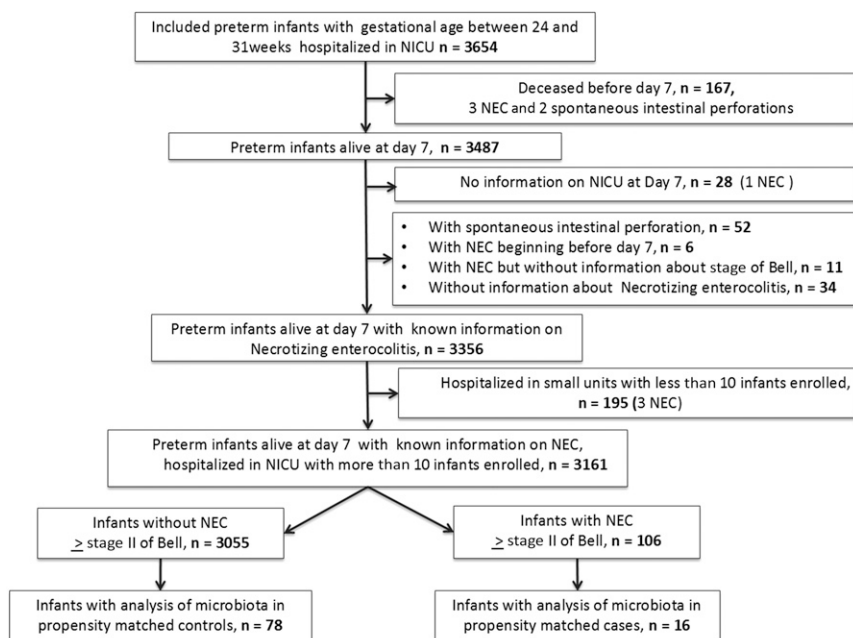 Included preterm infants with gestational age between 24 and
31weeks hospitalized in NICU n = 3654
Deceased before day 7, n = 167,
3 NEC and 2 spontaneous intestinal perforations
Preterm infants alive at day 7, n = 3487
No information on NICU at Day 7, n = 28 (1 NEC )
• With spontaneous intestinal perforation, n = 52
• With NEC beginning before day 7, n = 6
• With NEC but without information about stage of Bell, n = 11
• Without information about Necrotizing enterocolitis, n = 34
Preterm infants alive at day 7 with known information on
Necrotizing enterocolitis, n = 3356
Hospitalized in small units with less than 10 infants enrolled,
n = 195 (3 NEC)
Preterm infants alive at day 7 with known information on NEC,
hospitalized in NICU with more than 10 infants enrolled, n = 3161
Infants without NEC
≥ stage II of Bell, n = 3055
Infants with NEC
≥ stage II of Bell, n = 106
Infants with analysis of microbiota in
propensity matched controls, n = 78
Infants with analysis of microbiota in
propensity matched cases, n = 16